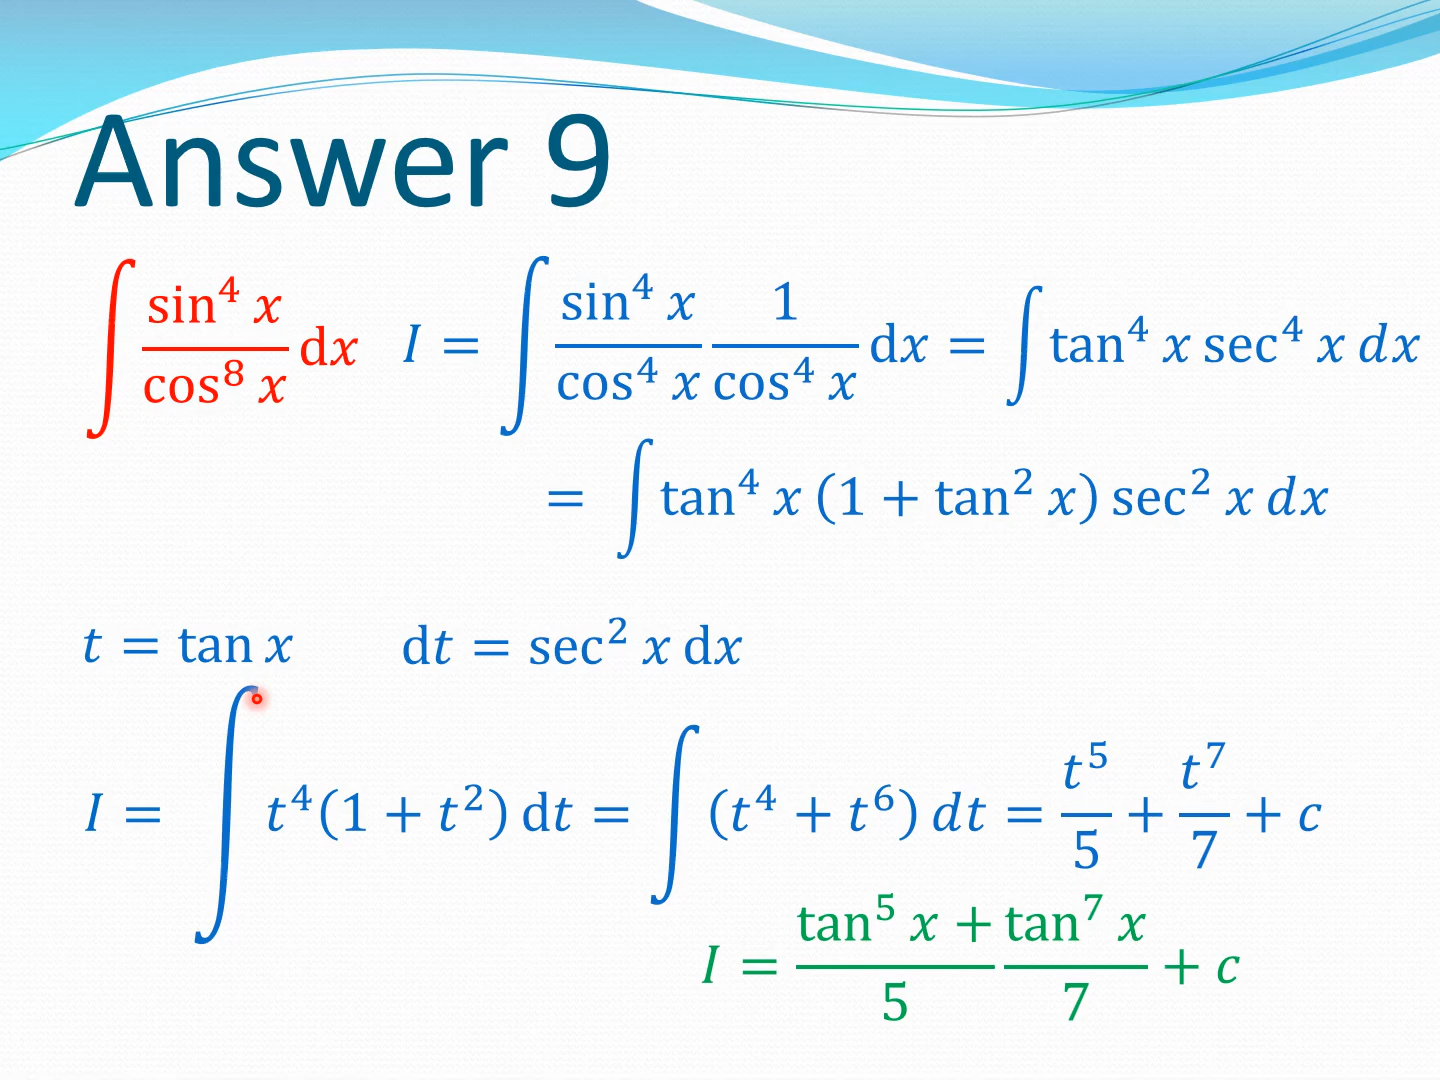 Answer 9
∫ sin⁴ x / cos⁸ x dx   I = ∫ sin⁴ x / cos⁴ x 1 / cos⁴ x dx = ∫ tan⁴ x sec⁴ x dx
= ∫ tan⁴ x (1 + tan² x) sec² x dx
t = tan x   dt = sec² x dx
I = ∫ t⁴(1 + t²) dt = ∫ (t⁴ + t⁶) dt = t⁵/5 + t⁷/7 + c
I = (tan⁵ x +)/5 (tan⁷ x)/7 + c